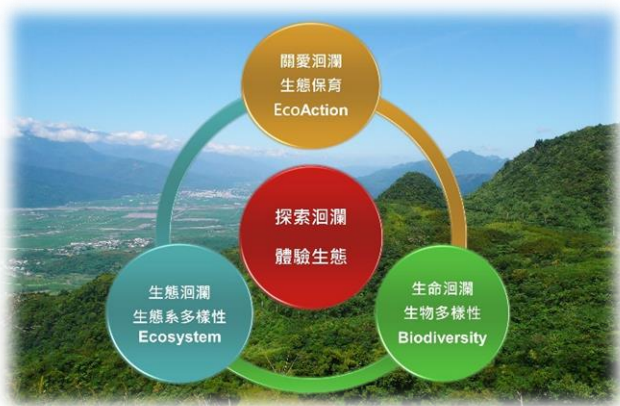 關愛洄瀾
生態保育
EcoAction
探索洄瀾
體驗生態
生態洄瀾
生態系多樣性
Ecosystem
生命洄瀾
生物多樣性
Biodiversity